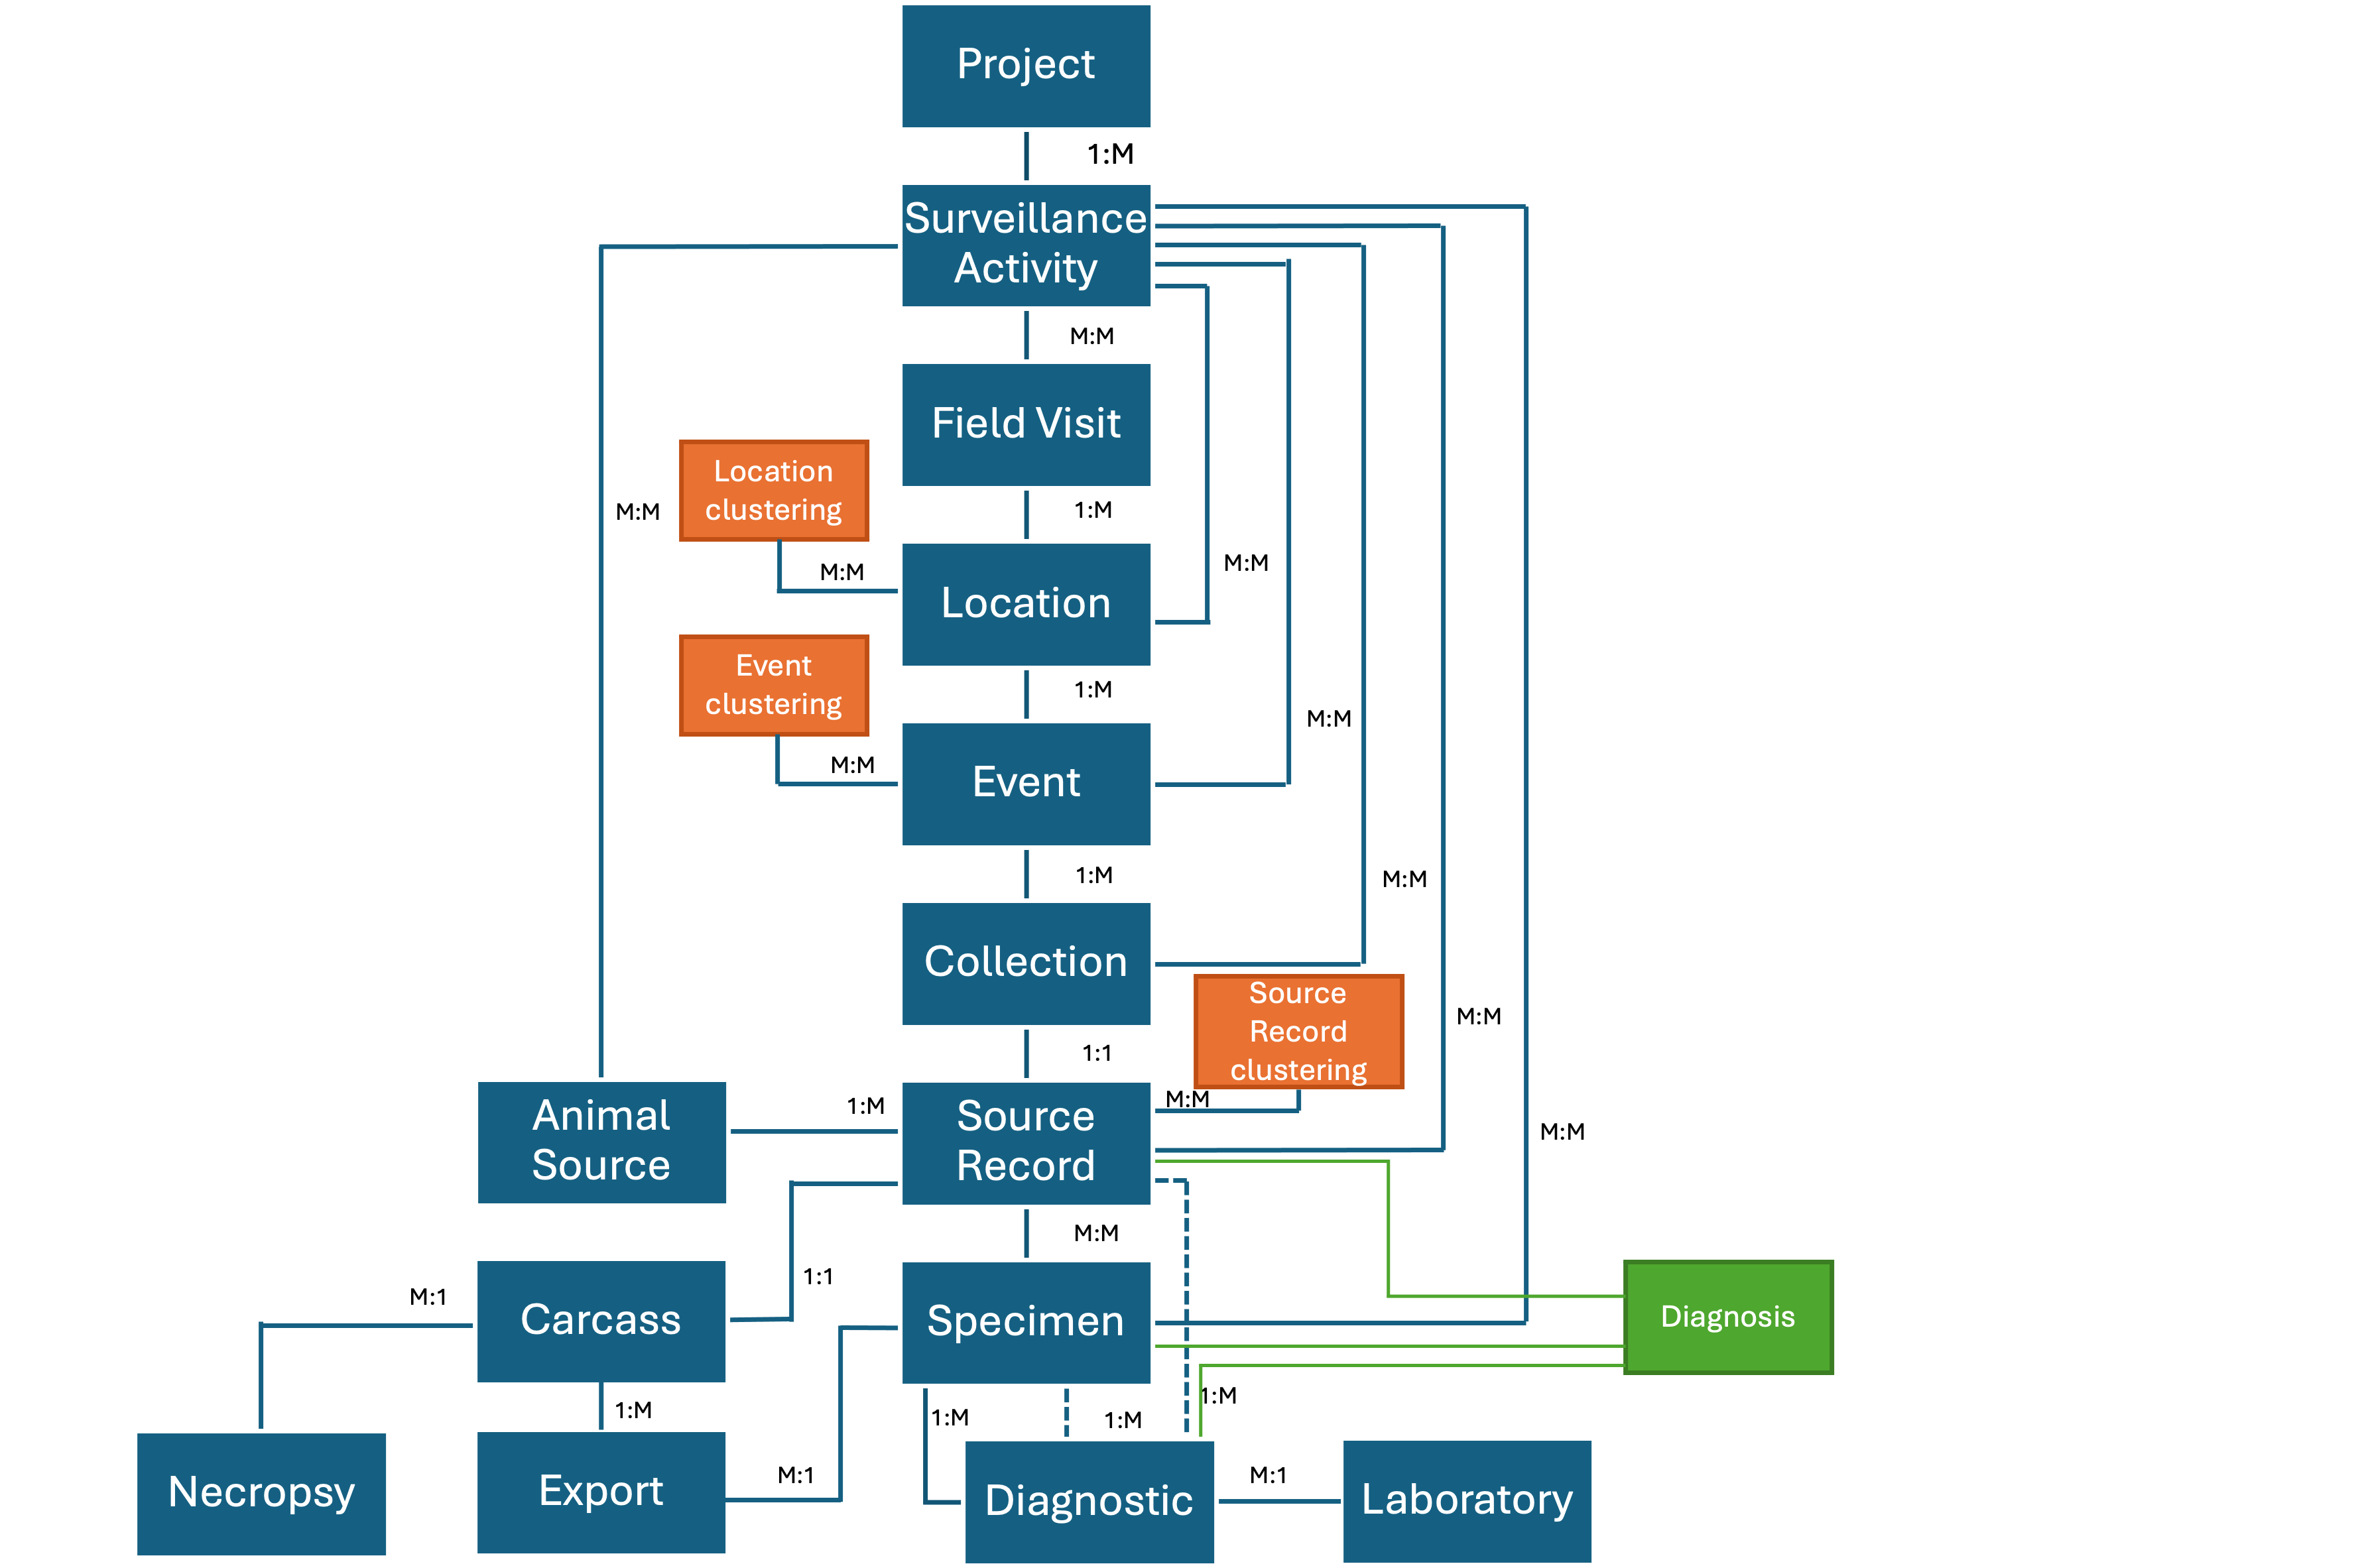 Project
1:M
Surveillance
Activity
M:M
Field Visit
Location
clustering
M:M
1:M
M:M
Location
M:M
Event
clustering
1:M
M:M
M:M
Event
1:M
M:M
Collection
Source
Record
clustering
M:M
1:1
Animal
Source
1:M
Source
Record
M:M
M:M
M:M
1:1
M:1
Carcass
Specimen
Diagnosis
1:M
1:M
1:M
1:M
Necropsy
Export
M:1
Diagnostic
M:1
Laboratory